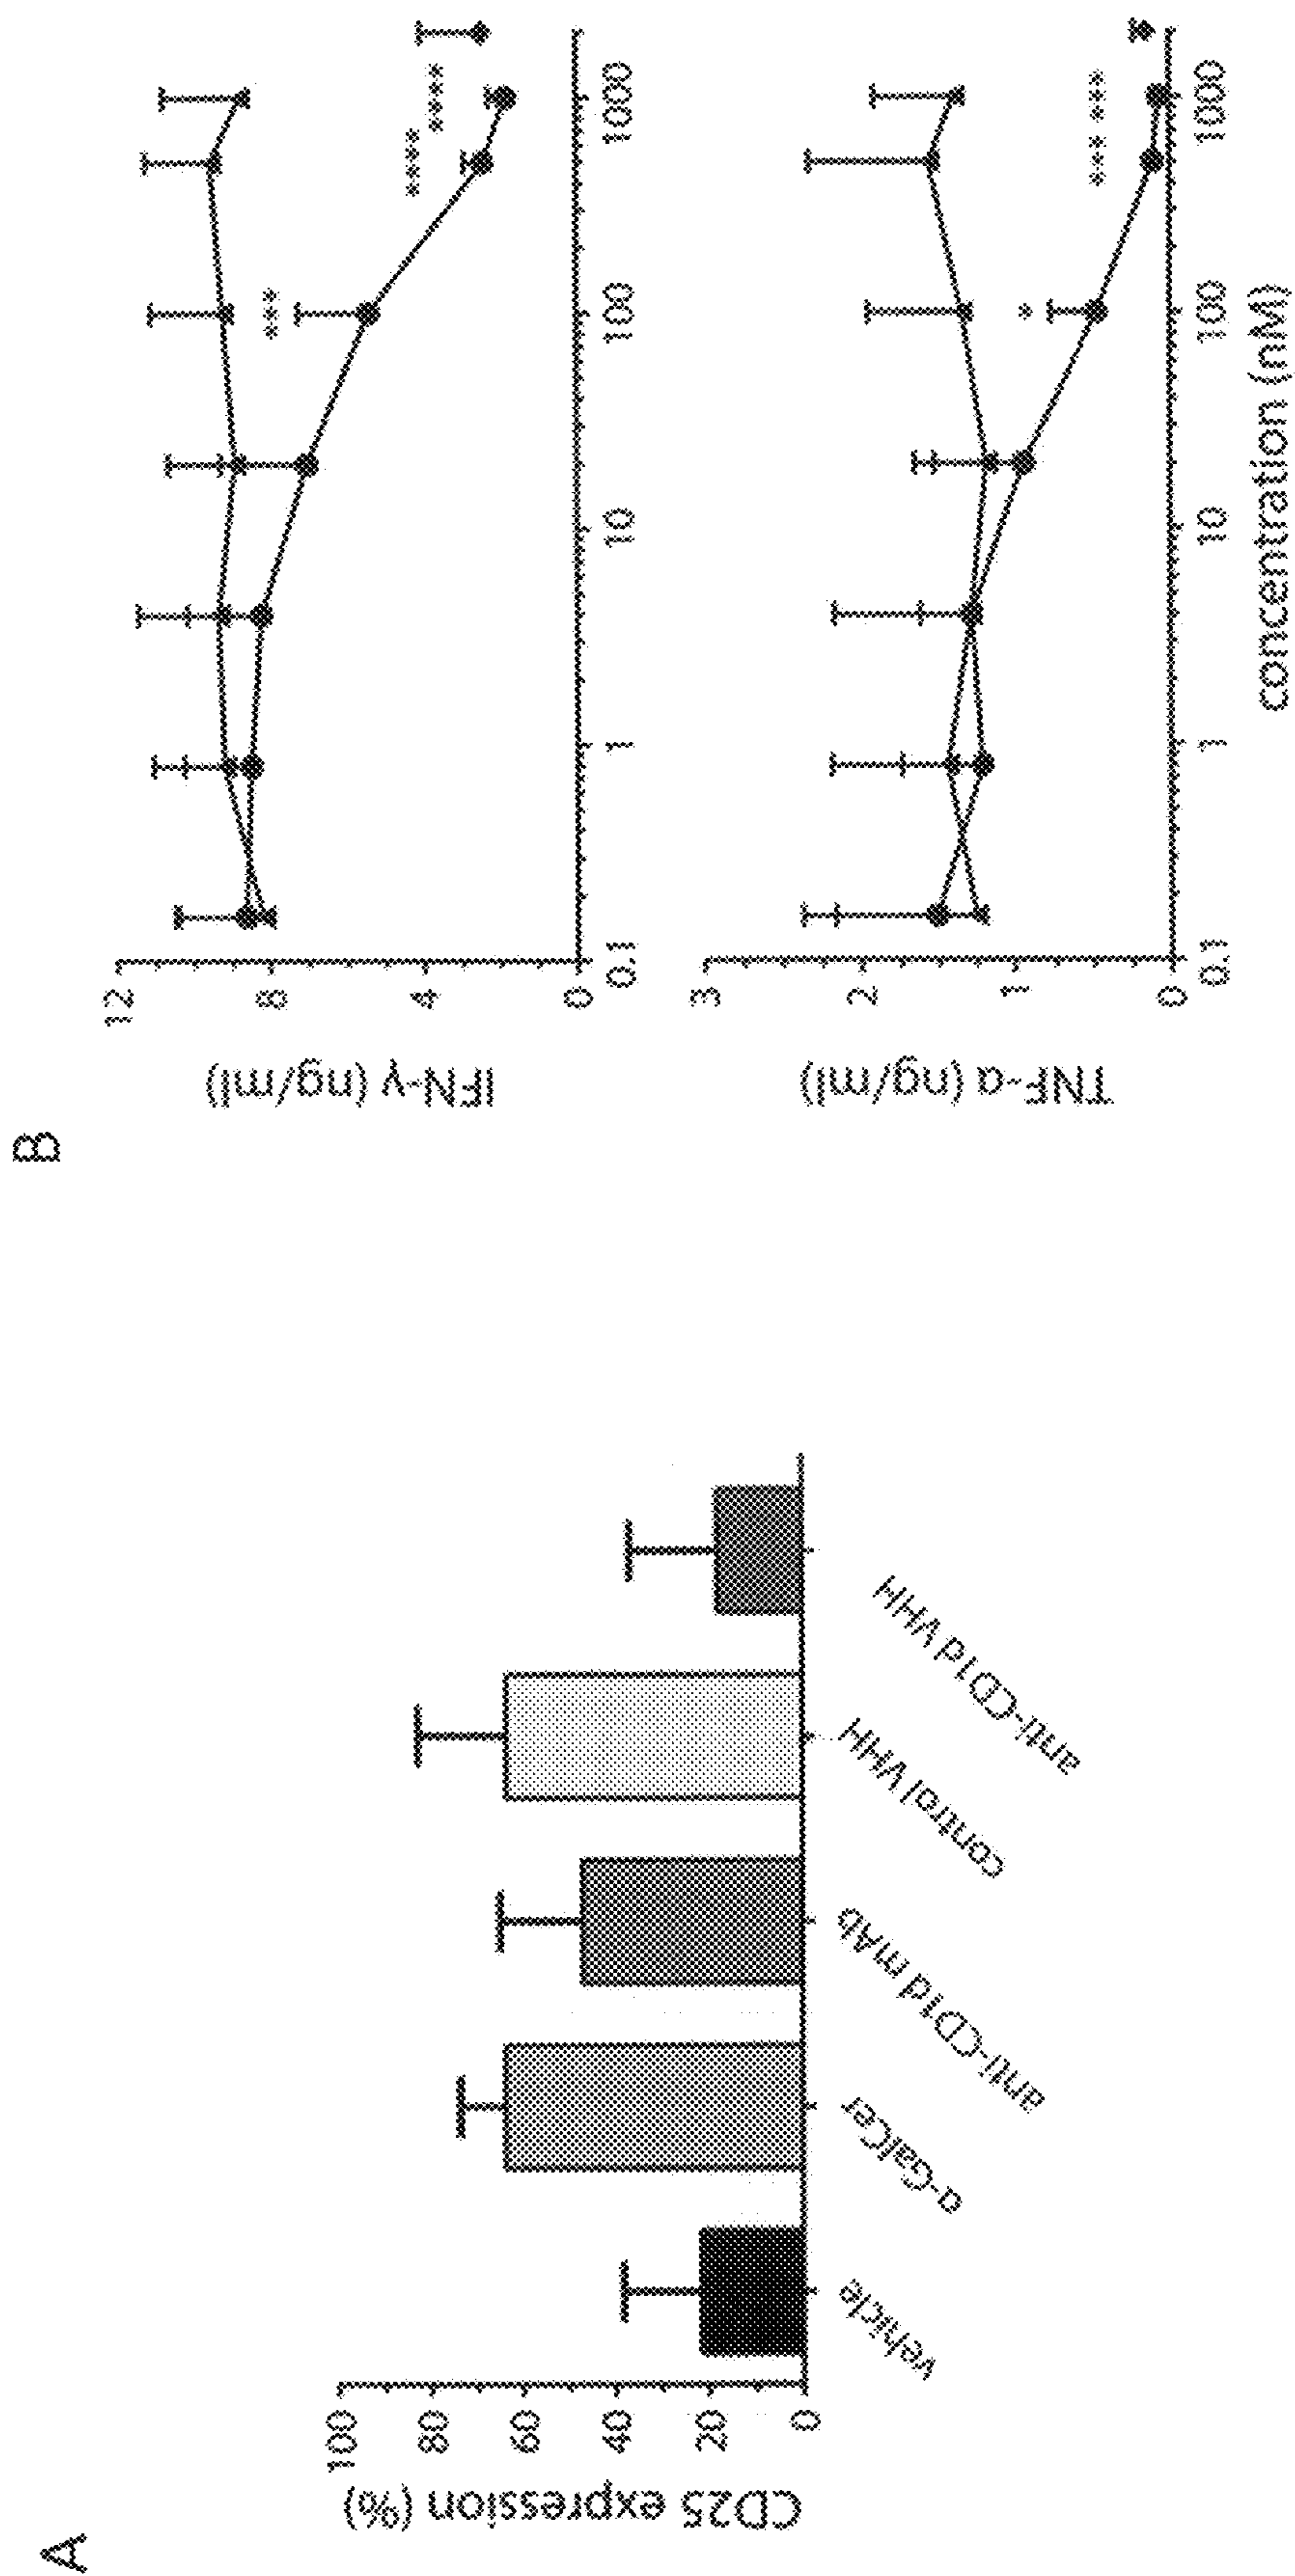 A
CD25 expression (%)
100
80
60
40
20
0
vehicle
α-GalCer
anti-CD1d mAb
control VHH
anti-CD1d VHH
B
IFN-γ (ng/ml)
12
8
4
0
***
****
****
0.1
1
10
100
1000
TNF-α (ng/ml)
3
2
1
0
*
*** ***
0.1
1
10
100
1000
concentration (nM)